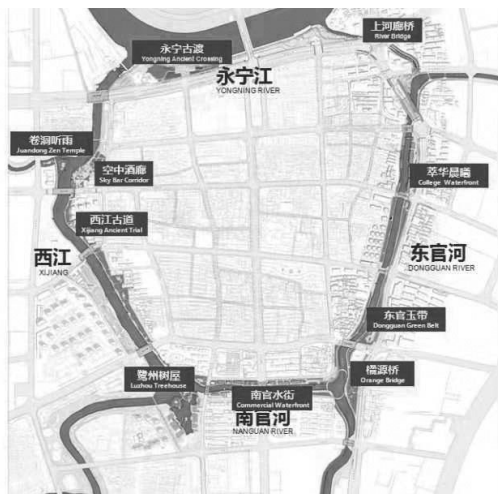 上河廊桥
River Bridge
永宁古渡
Yongning Ancient Crossing
永宁江
YONGNING RIVER
卷洞听雨
Juandong Zen Temple
空中酒廊
Sky Bar Corridor
萃华晨曦
College Waterfront
西江古道
Xijiang Ancient Trial
西江
XIJIANG
东官河
DONGGUAN RIVER
东官玉带
Dongguan Green Belt
鹭州树屋
Luzhou Treehouse
橘源桥
Orange Bridge
南官水街
Commercial Waterfront
南官河
NANGUAN RIVER